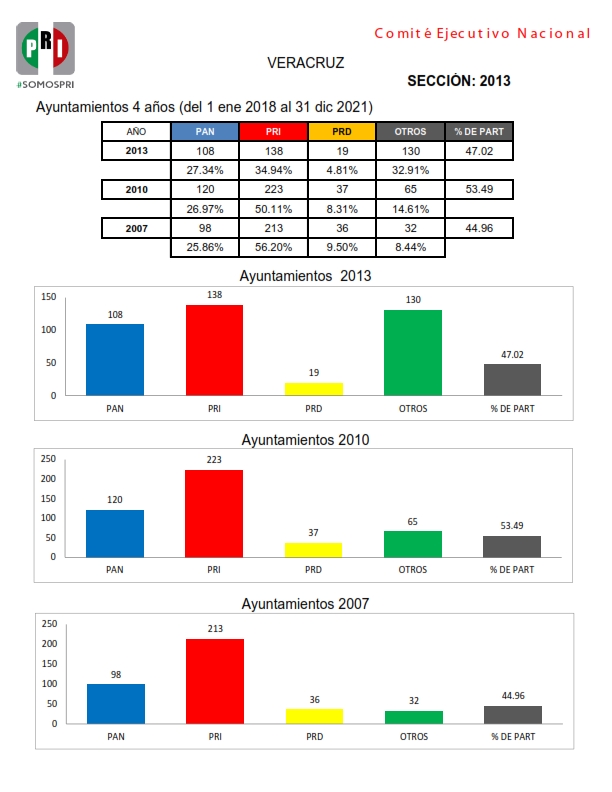 PRI
#SOMOSPRI
Comité Ejecutivo Nacional
VERACRUZ
SECCIÓN: 2013
Ayuntamientos 4 años (del 1 ene 2018 al 31 dic 2021)
AÑO PAN PRI PRD OTROS % DE PART
2013 108 138 19 130 47.02
27.34% 34.94% 4.81% 32.91%
2010 120 223 37 65 53.49
26.97% 50.11% 8.31% 14.61%
2007 98 213 36 32 44.96
25.86% 56.20% 9.50% 8.44%
Ayuntamientos 2013
150
100
50
0
108 138 19 130 47.02
PAN PRI PRD OTROS % DE PART
Ayuntamientos 2010
250
200
150
100
50
0
120 223 37 65 53.49
PAN PRI PRD OTROS % DE PART
Ayuntamientos 2007
250
200
150
100
50
0
98 213 36 32 44.96
PAN PRI PRD OTROS % DE PART